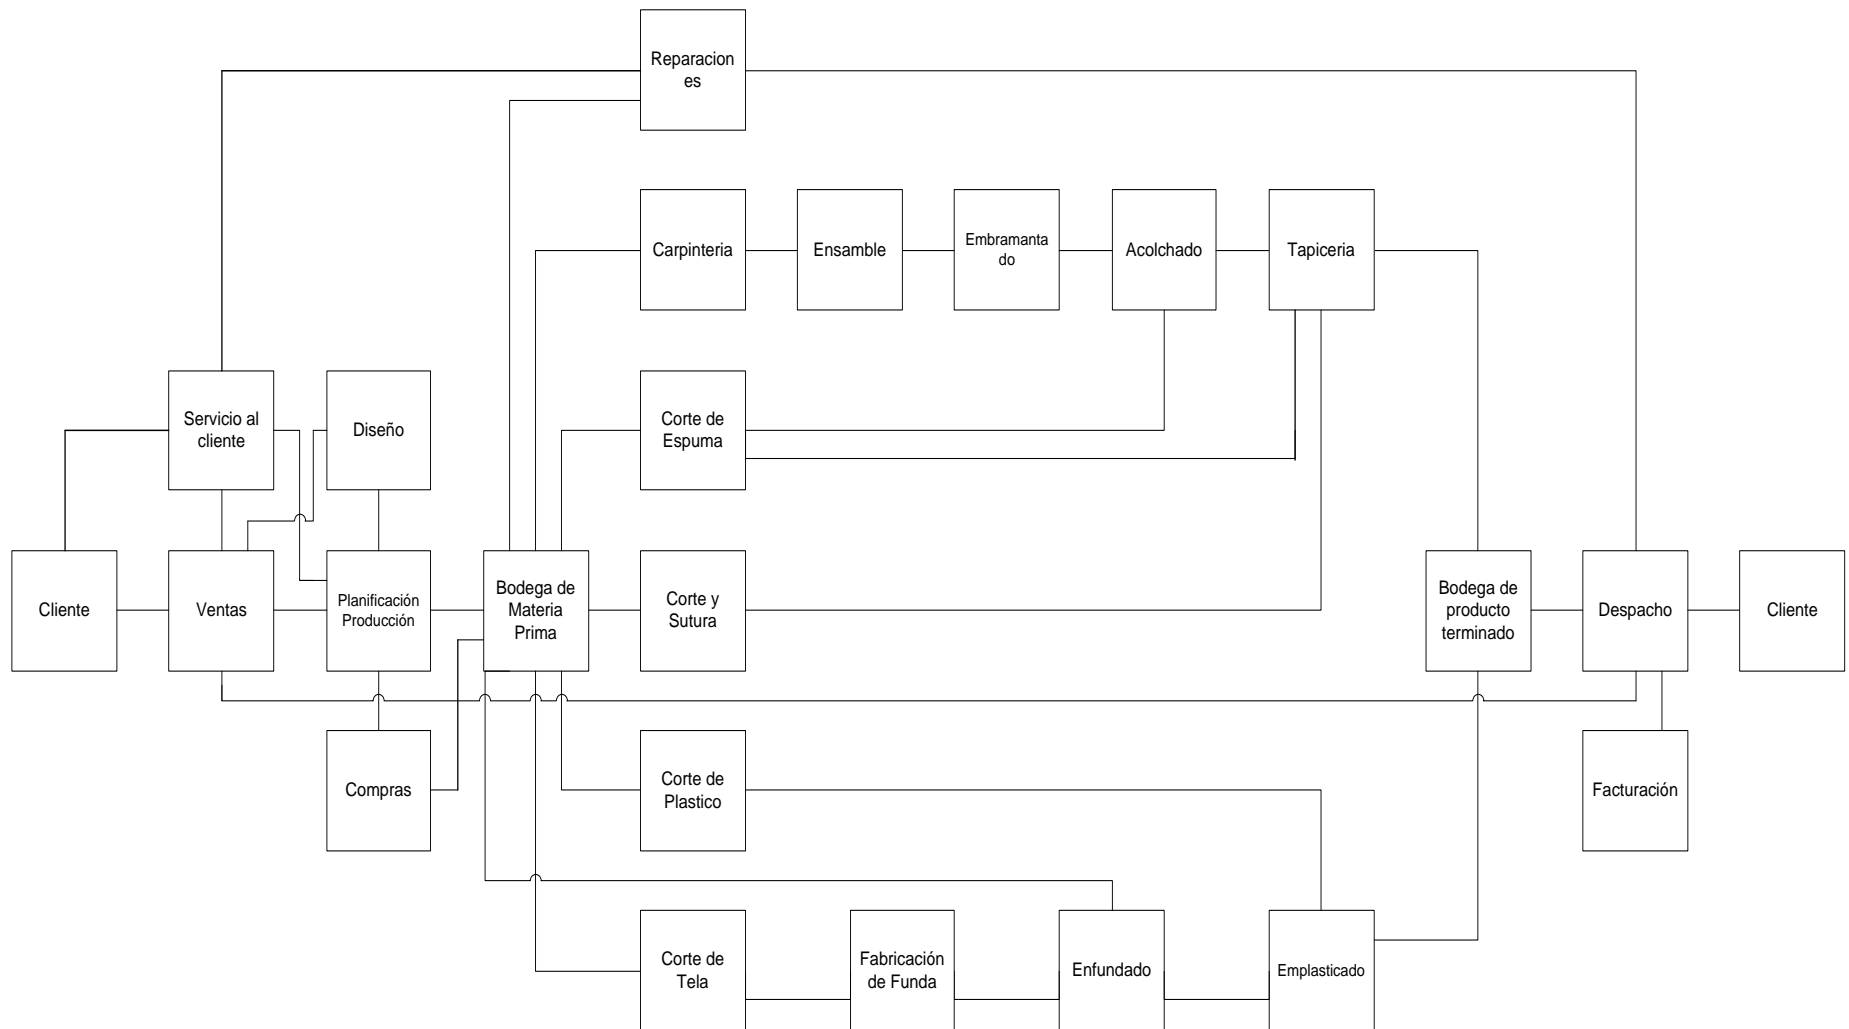 Reparacion
es
Carpinteria
Ensamble
Embramanta
do
Acolchado
Tapiceria
Servicio al
cliente
Diseño
Corte de
Espuma
Cliente
Ventas
Planificación
Producción
Bodega de
Materia
Prima
Corte y
Sutura
Bodega de
producto
terminado
Despacho
Cliente
Compras
Corte de
Plastico
Facturación
Corte de
Tela
Fabricación
de Funda
Enfundado
Emplasticado